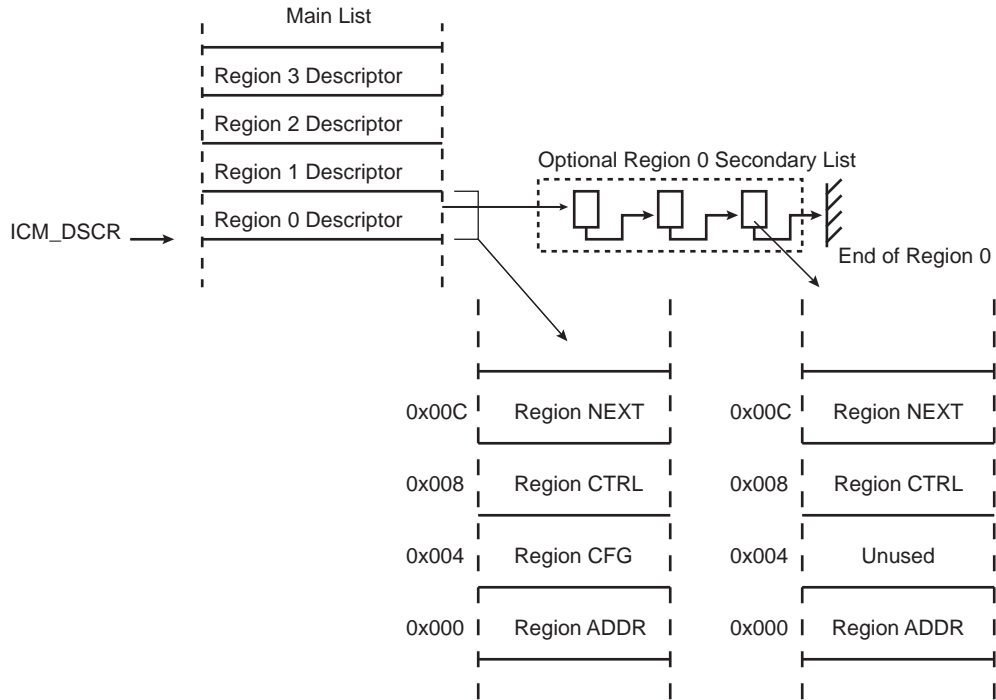 Main List
Region 3 Descriptor
Region 2 Descriptor
Region 1 Descriptor
Region 0 Descriptor
ICM_DSCR
Optional Region 0 Secondary List
End of Region 0
0x00C Region NEXT
0x008 Region CTRL
0x004 Region CFG
0x000 Region ADDR
0x00C Region NEXT
0x008 Region CTRL
0x004 Unused
0x000 Region ADDR